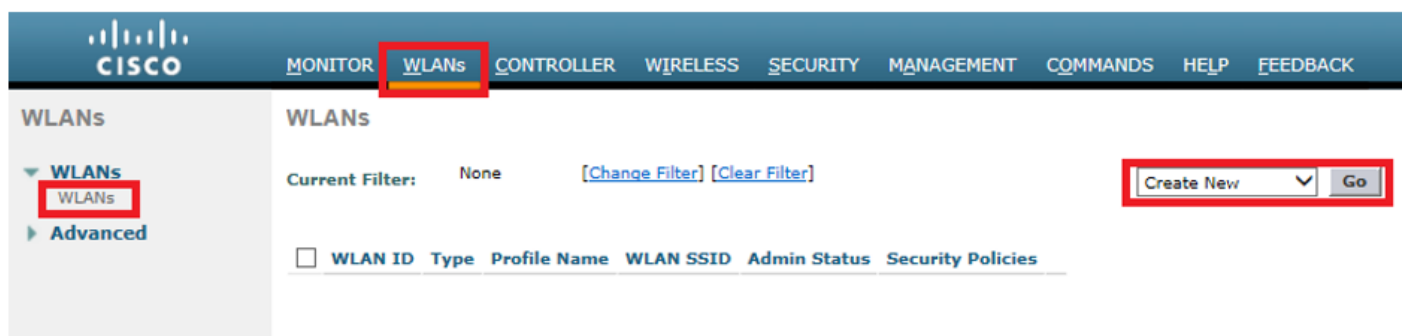 CISCO
MONITOR WLANs CONTROLLER WIRELESS SECURITY MANAGEMENT COMMANDS HELP FEEDBACK
WLANs
WLANs
WLANs
Advanced
WLANs
Current Filter: None [Change Filter] [Clear Filter]
Create New Go
WLAN ID Type Profile Name WLAN SSID Admin Status Security Policies